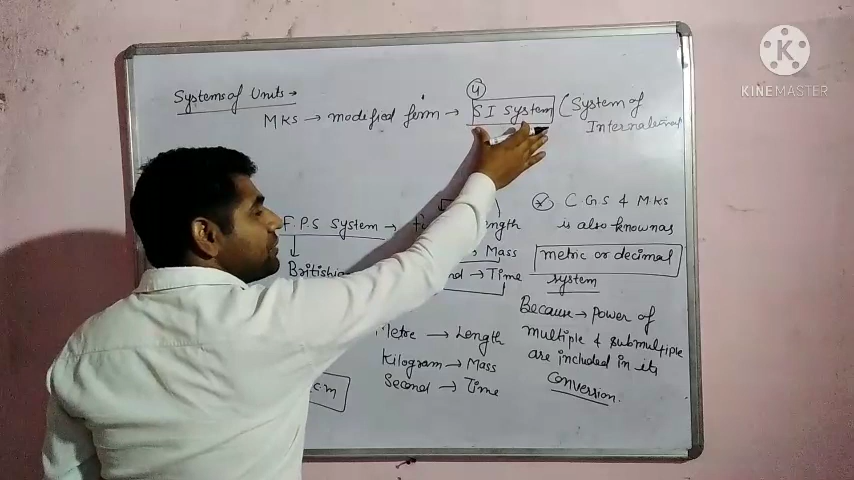 K
KINEMASTER
Systems of Units →
4
MKS → modified form → SI System (System of
International
F.P.S System → ngth
Mass
→ Time
Britishi
Metre → Length
Kilogram → Mass
Second → Time
C.M
C.G.S & MKS
is also known as
metric or decimal
system
Because → Power of
multiple & submultiple
are included in its
Conversion.